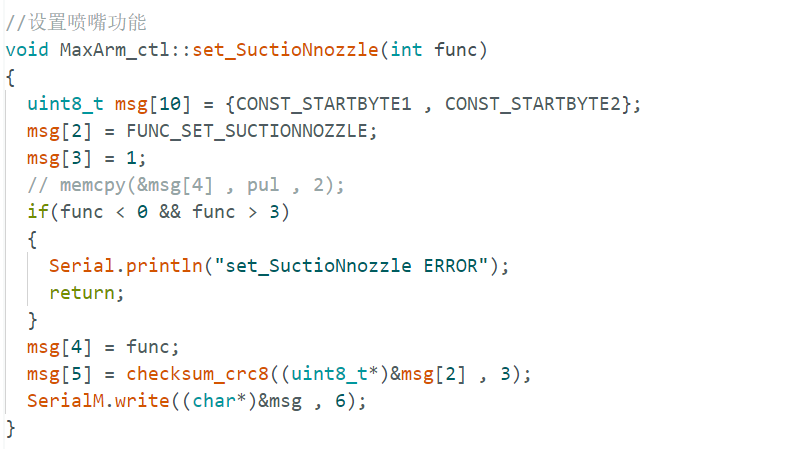 //设置喷嘴功能
void MaxArm_ctl::set_SuctioNnozzle(int func)
{
  uint8_t msg[10] = {CONST_STARTBYTE1 , CONST_STARTBYTE2};
  msg[2] = FUNC_SET_SUCTIONNOZZLE;
  msg[3] = 1;
  // memcpy(&msg[4] , pul , 2);
  if(func < 0 && func > 3)
  {
    Serial.println("set_SuctioNnozzle ERROR");
    return;
  }
  msg[4] = func;
  msg[5] = checksum_crc8((uint8_t*)&msg[2] , 3);
  SerialM.write((char*)&msg , 6);
}